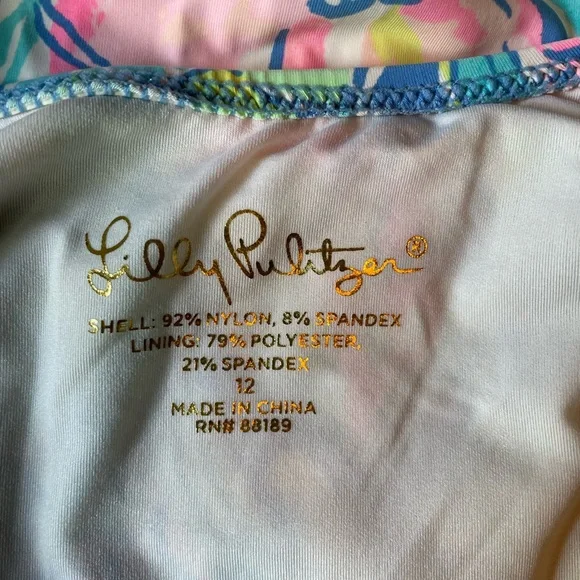 Lilly Pulitzer®
SHELL: 92% NYLON, 8% SPANDEX
LINING: 79% POLYESTER,
21% SPANDEX
12
MADE IN CHINA
RN# 88189